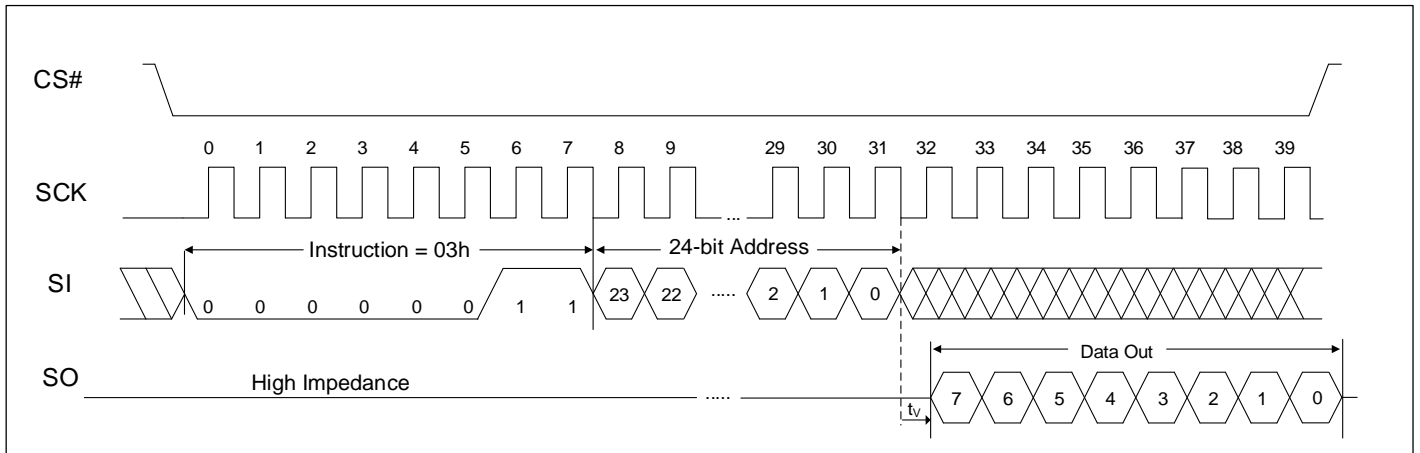 CS#
0 1 2 3 4 5 6 7 8 9 29 30 31 32 33 34 35 36 37 38 39
SCK
...
Instruction = 03h
24-bit Address
SI
0 0 0 0 0 0 1 1 23 22 ..... 2 1 0
Data Out
SO
High Impedance
.....
tV
7 6 5 4 3 2 1 0